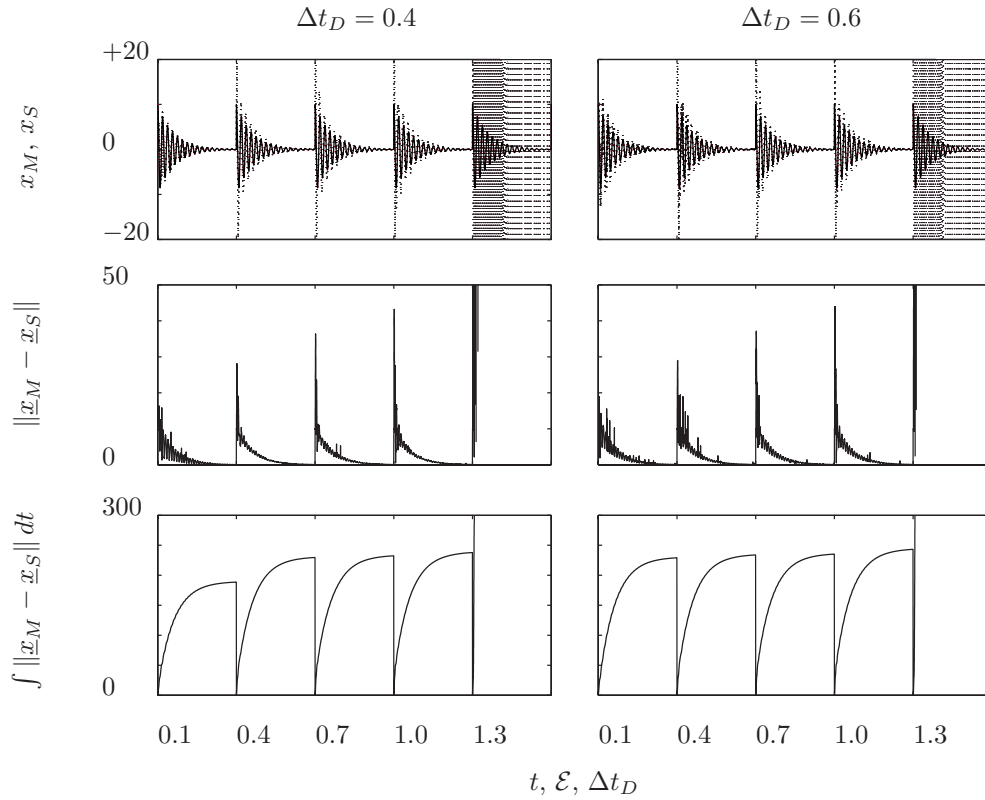 Δt_D = 0.4
Δt_D = 0.6
x_M, x_S
+20
0
−20
||x_M − x_S||
50
0
∫ ||x_M − x_S|| dt
300
0
0.1 0.4 0.7 1.0 1.3
0.1 0.4 0.7 1.0 1.3
t, ℰ, Δt_D